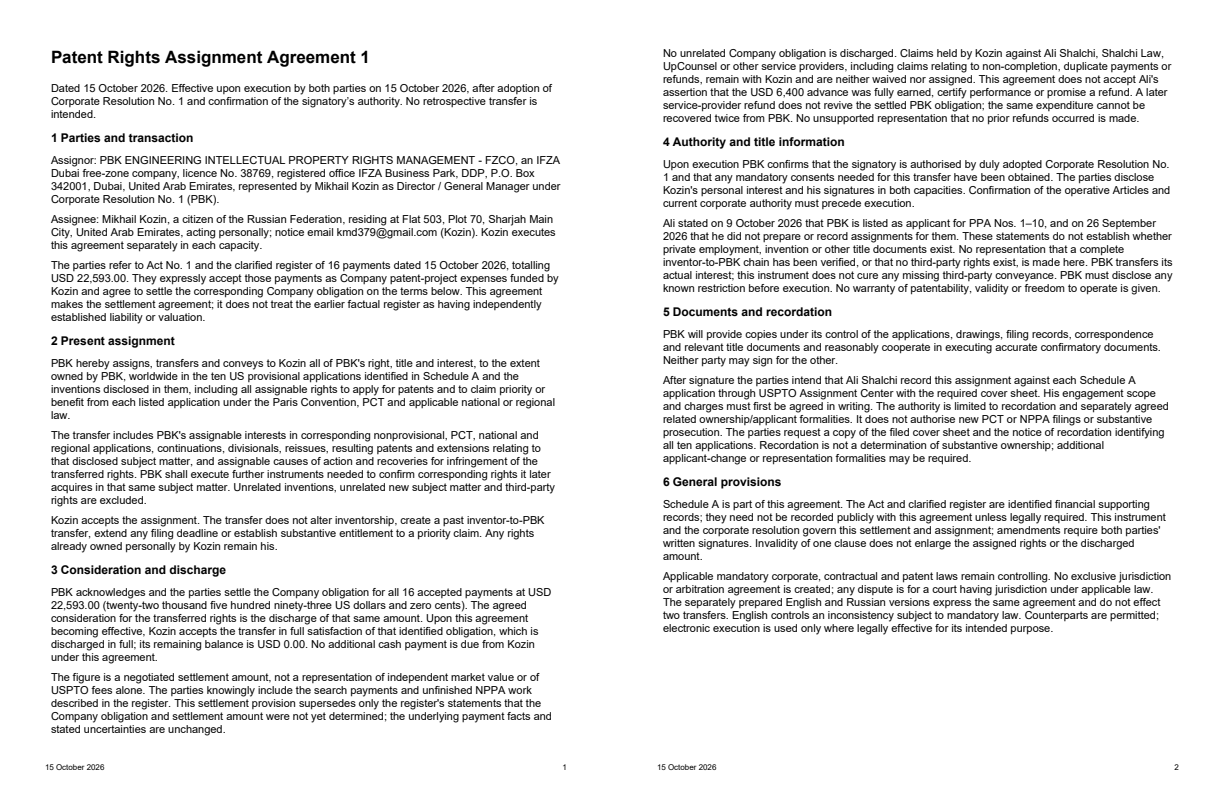 Patent Rights Assignment Agreement 1
Dated 15 October 2026. Effective upon execution by both parties on 15 October 2026, after adoption of
Corporate Resolution No. 1 and confirmation of the signatory's authority. No retrospective transfer is
intended.
1 Parties and transaction
Assignor: PBK ENGINEERING INTELLECTUAL PROPERTY RIGHTS MANAGEMENT - FZCO, an IFZA
Dubai free-zone company, licence No. 38769, registered office IFZA Business Park, DDP, P.O. Box
342001, Dubai, United Arab Emirates, represented by Mikhail Kozin as Director / General Manager under
Corporate Resolution No. 1 (PBK).
Assignee: Mikhail Kozin, a citizen of the Russian Federation, residing at Flat 503, Plot 70, Sharjah Main
City, United Arab Emirates, acting personally; notice email kmd379@gmail.com (Kozin). Kozin executes
this agreement separately in each capacity.
The parties refer to Act No. 1 and the clarified register of 16 payments dated 15 October 2026, totalling
USD 22,593.00. They expressly accept those payments as Company patent-project expenses funded by
Kozin and agree to settle the corresponding Company obligation on the terms below. This agreement
makes the settlement agreement; it does not treat the earlier factual register as having independently
established liability or valuation.
2 Present assignment
PBK hereby assigns, transfers and conveys to Kozin all of PBK's right, title and interest, to the extent
owned by PBK, worldwide in the ten US provisional applications identified in Schedule A and the
inventions disclosed in them, including all assignable rights to apply for patents and to claim priority or
benefit from each listed application under the Paris Convention, PCT and applicable national or regional
law.
The transfer includes PBK's assignable interests in corresponding nonprovisional, PCT, national and
regional applications, continuations, divisionals, reissues, resulting patents and extensions relating to
that disclosed subject matter, and assignable causes of action and recoveries for infringement of the
transferred rights. PBK shall execute further instruments needed to confirm corresponding rights it later
acquires in that same subject matter. Unrelated inventions, unrelated new subject matter and third-party
rights are excluded.
Kozin accepts the assignment. The transfer does not alter inventorship, create a past inventor-to-PBK
transfer, extend any filing deadline or establish substantive entitlement to a priority claim. Any rights
already owned personally by Kozin remain his.
3 Consideration and discharge
PBK acknowledges and the parties settle the Company obligation for all 16 accepted payments at USD
22,593.00 (twenty-two thousand five hundred ninety-three US dollars and zero cents). The agreed
consideration for the transferred rights is the discharge of that same amount. Upon this agreement
becoming effective, Kozin accepts the transfer in full satisfaction of that identified obligation, which is
discharged in full; its remaining balance is USD 0.00. No additional cash payment is due from Kozin
under this agreement.
The figure is a negotiated settlement amount, not a representation of independent market value or of
USPTO fees alone. The parties knowingly include the search payments and unfinished NPPA work
described in the register. This settlement provision supersedes only the register's statements that the
Company obligation and settlement amount were not yet determined; the underlying payment facts and
stated uncertainties are unchanged.
15 October 2026
1
No unrelated Company obligation is discharged. Claims held by Kozin against Ali Shalchi, Shalchi Law,
UpCounsel or other service providers, including claims relating to non-completion, duplicate payments or
refunds, remain with Kozin and are neither waived nor assigned. This agreement does not accept Ali's
assertion that the USD 6,400 advance was fully earned, certify performance or promise a refund. A later
service-provider refund does not revive the settled PBK obligation; the same expenditure cannot be
recovered twice from PBK. No unsupported representation that no prior refunds occurred is made.
4 Authority and title information
Upon execution PBK confirms that the signatory is authorised by duly adopted Corporate Resolution No.
1 and that any mandatory consents needed for this transfer have been obtained. The parties disclose
Kozin's personal interest and his signatures in both capacities. Confirmation of the operative Articles and
current corporate authority must precede execution.
Ali stated on 9 October 2026 that PBK is listed as applicant for PPA Nos. 1–10, and on 26 September
2026 that he did not prepare or record assignments for them. These statements do not establish whether
private employment, invention or other title documents exist. No representation that a complete
inventor-to-PBK chain has been verified, or that no third-party rights exist, is made here. PBK transfers its
actual interest; this instrument does not cure any missing third-party conveyance. PBK must disclose any
known restriction before execution. No warranty of patentability, validity or freedom to operate is given.
5 Documents and recordation
PBK will provide copies under its control of the applications, drawings, filing records, correspondence
and relevant title documents and reasonably cooperate in executing accurate confirmatory documents.
Neither party may sign for the other.
After signature the parties intend that Ali Shalchi record this assignment against each Schedule A
application through USPTO Assignment Center with the required cover sheet. His engagement scope
and charges must first be agreed in writing. The authority is limited to recordation and separately agreed
related ownership/applicant formalities. It does not authorise new PCT or NPPA filings or substantive
prosecution. The parties request a copy of the filed cover sheet and the notice of recordation identifying
all ten applications. Recordation is not a determination of substantive ownership; additional
applicant-change or representation formalities may be required.
6 General provisions
Schedule A is part of this agreement. The Act and clarified register are identified financial supporting
records; they need not be recorded publicly with this agreement unless legally required. This instrument
and the corporate resolution govern this settlement and assignment; amendments require both parties'
written signatures. Invalidity of one clause does not enlarge the assigned rights or the discharged
amount.
Applicable mandatory corporate, contractual and patent laws remain controlling. No exclusive jurisdiction
or arbitration agreement is created; any dispute is for a court having jurisdiction under applicable law.
The separately prepared English and Russian versions express the same agreement and do not effect
two transfers. English controls an inconsistency subject to mandatory law. Counterparts are permitted;
electronic execution is used only where legally effective for its intended purpose.
15 October 2026
2